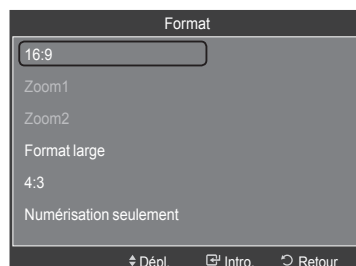 Format
16:9
Zoom1
Zoom2
Format large
4:3
Numérisation seulement
Dépl. Intro. Retour